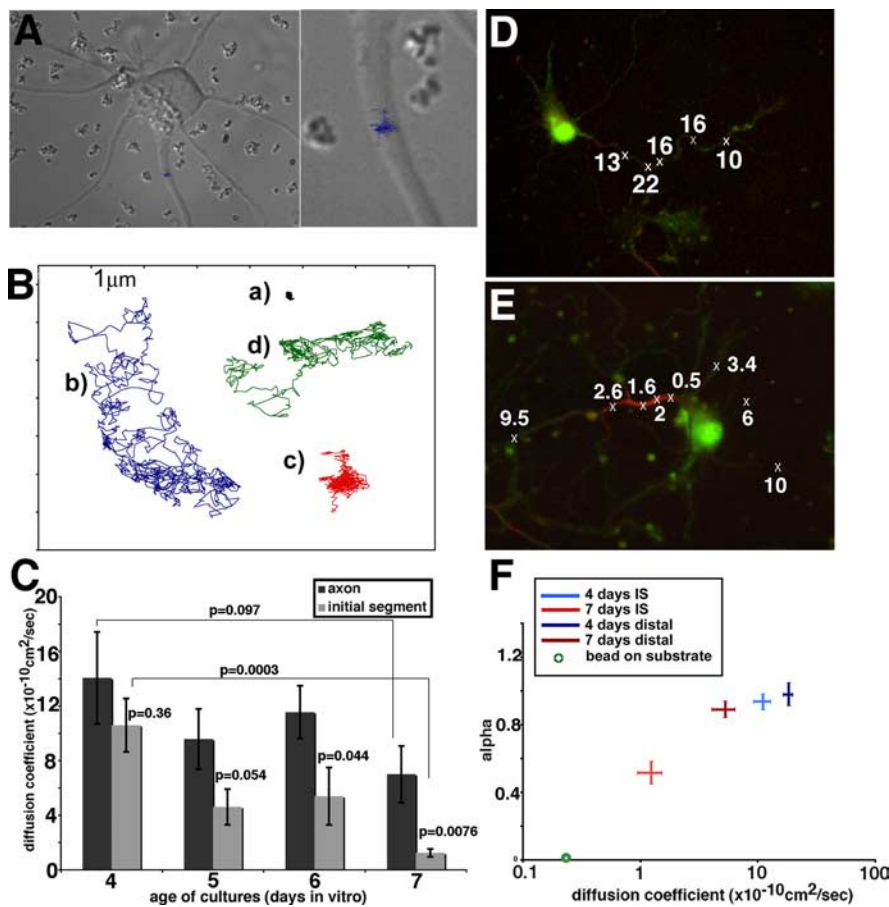 A
B
1μm
a)
b)
d)
c)
C
diffusion coefficient (x10-10cm2/sec)
20
16
12
8
4
0
axon
initial segment
p=0.097
p=0.0003
p=0.36
p=0.054
p=0.044
p=0.0076
4 5 6 7
age of cultures (days in vitro)
D
13
22
16
16
10
E
9.5
2.6
1.6
2
0.5
3.4
6
10
F
4 days IS
7 days IS
4 days distal
7 days distal
bead on substrate
alpha
1.2
0.8
0.4
0
0.1 1 10 100
diffusion coefficient (x10-10cm2/sec)